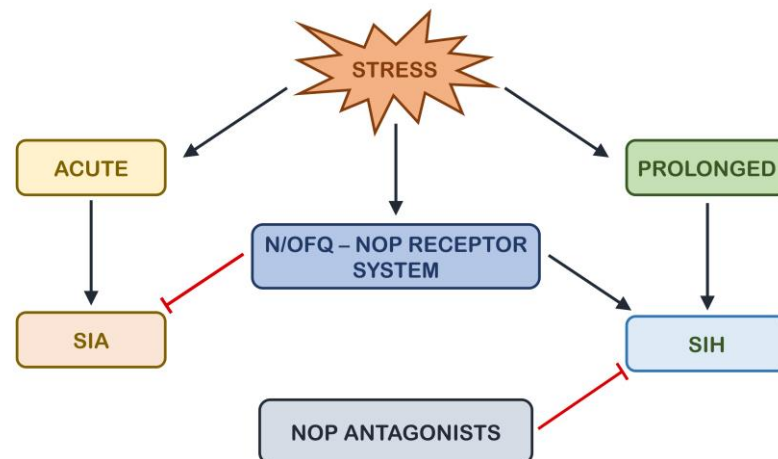 STRESS
ACUTE
PROLONGED
N/OFQ – NOP RECEPTOR
SYSTEM
SIA
SIH
NOP ANTAGONISTS